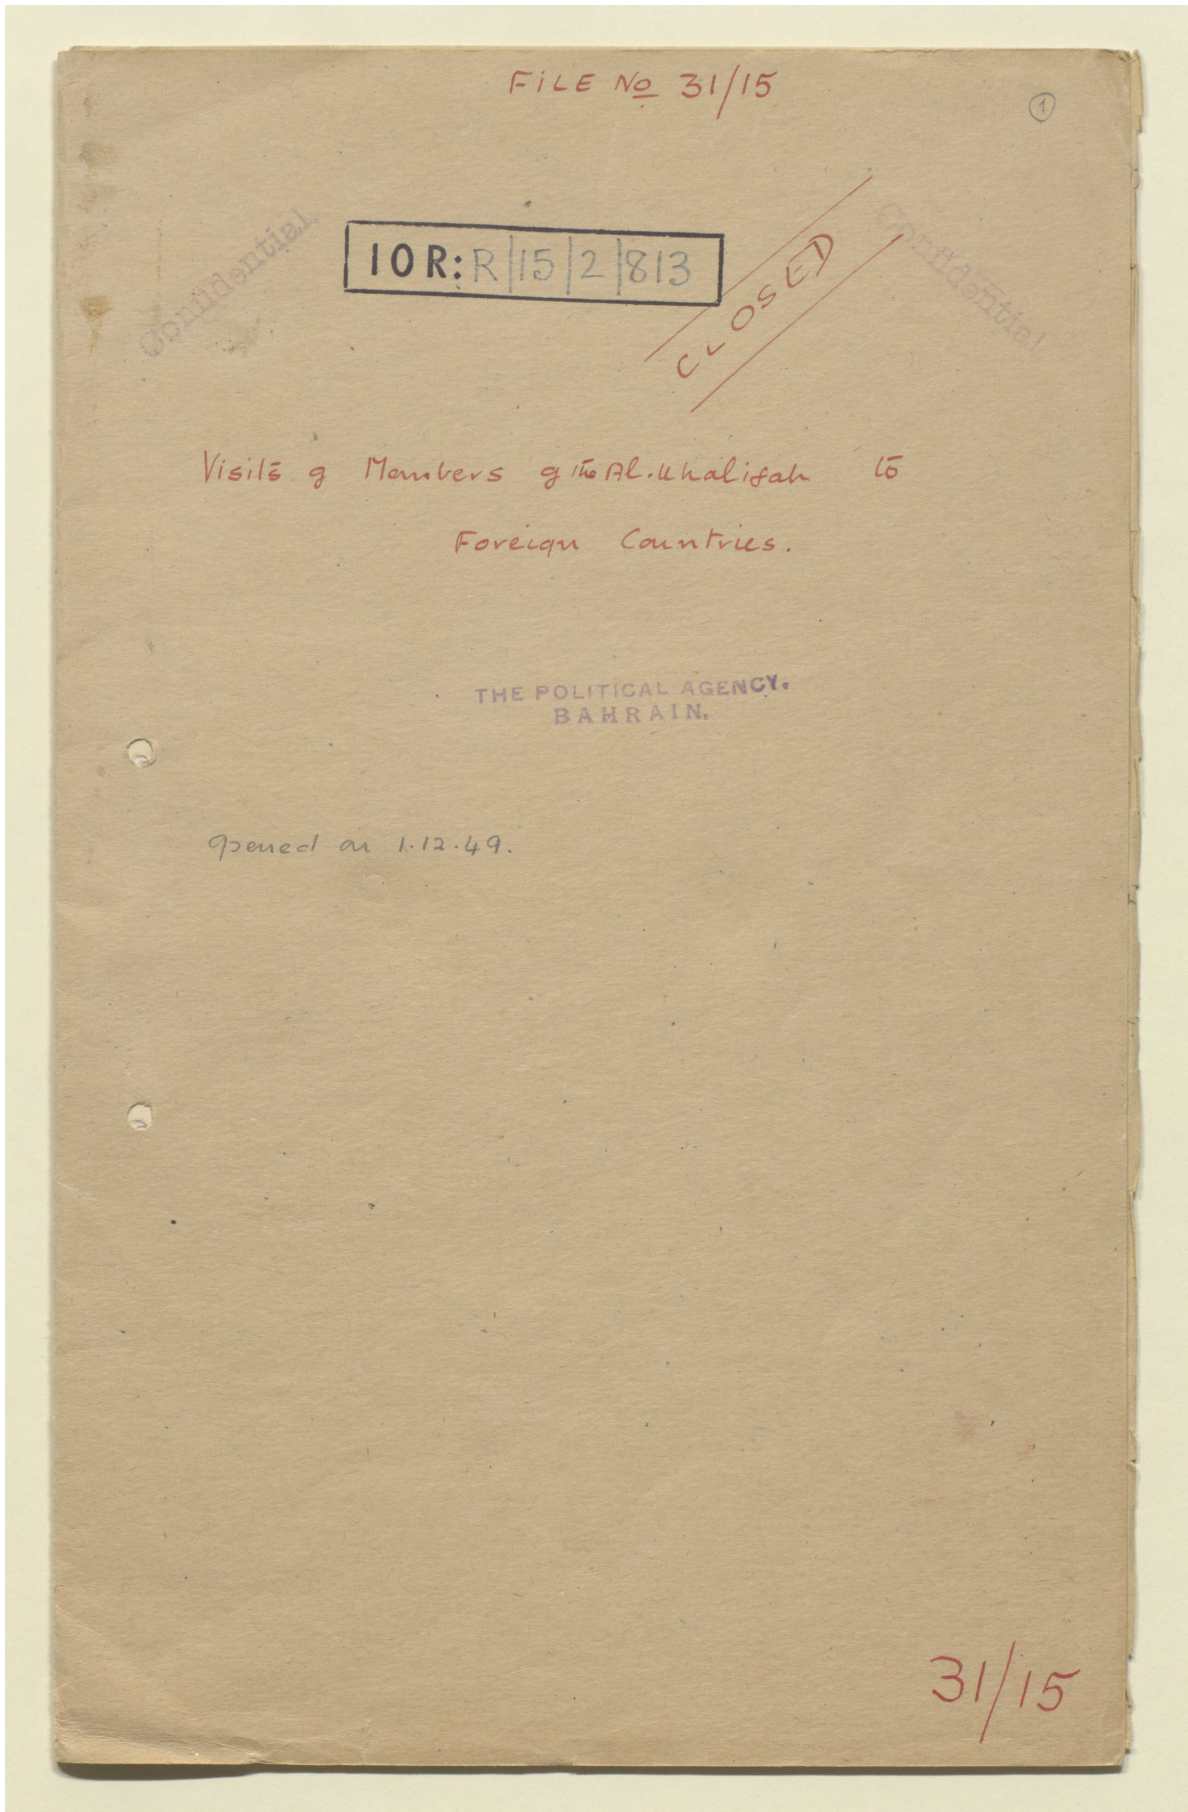 FILE No 31/15
1
Confidential
Confidential
IOR: R/15/2/813
CLOSED
Visits of Members of the Al.Khalifah to
Foreign Countries.
THE POLITICAL AGENCY.
BAHRAIN.
Opened on 1.12.49.
31/15